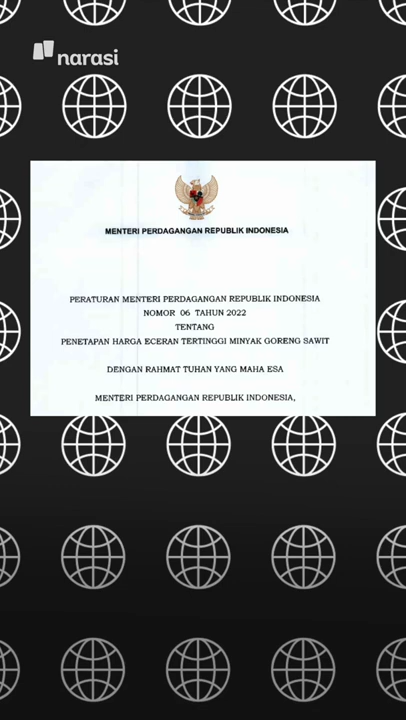 narasi
MENTERI PERDAGANGAN REPUBLIK INDONESIA
PERATURAN MENTERI PERDAGANGAN REPUBLIK INDONESIA
NOMOR 06 TAHUN 2022
TENTANG
PENETAPAN HARGA ECERAN TERTINGGI MINYAK GORENG SAWIT
DENGAN RAHMAT TUHAN YANG MAHA ESA
MENTERI PERDAGANGAN REPUBLIK INDONESIA,